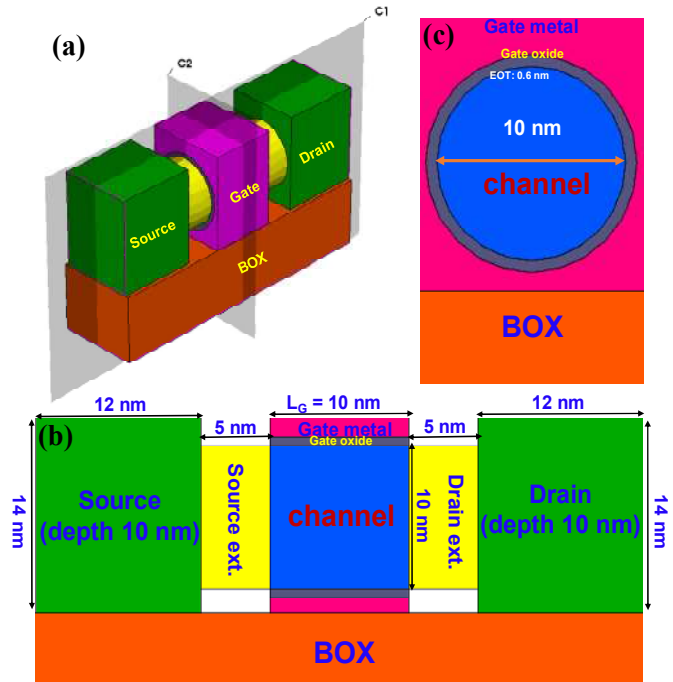 (a)
C1
C2
Drain
Gate
Source
BOX
(c)
Gate metal
Gate oxide
EOT: 0.6 nm
10 nm
channel
BOX
(b)
12 nm
5 nm
L_G = 10 nm
5 nm
12 nm
14 nm
Source
(depth 10 nm)
Source ext.
Gate metal
Gate oxide
channel
10 nm
Drain ext.
Drain
(depth 10 nm)
14 nm
BOX